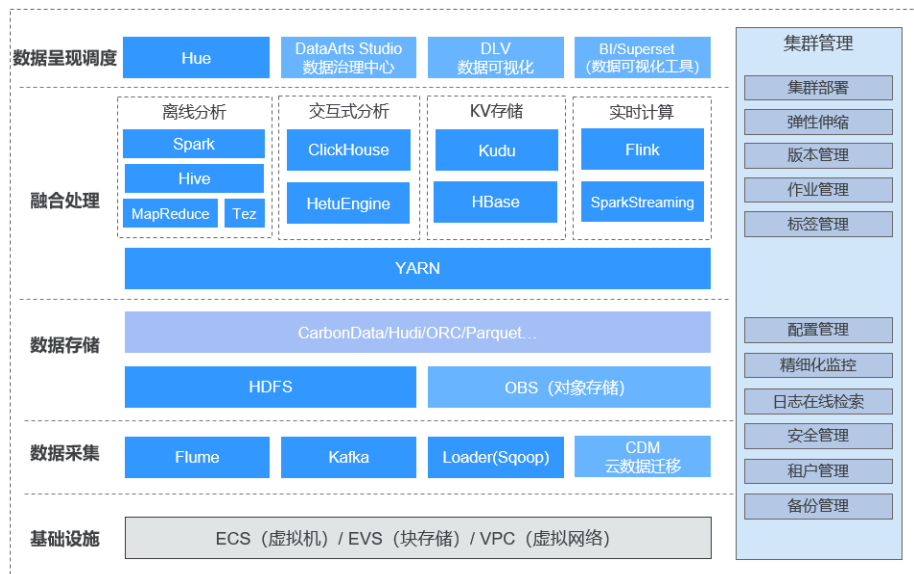 数据呈现调度
Hue
DataArts Studio
数据治理中心
DLV
数据可视化
BI/Superset
(数据可视化工具)
融合处理
离线分析
Spark
Hive
MapReduce
Tez
交互式分析
ClickHouse
HetuEngine
KV存储
Kudu
HBase
实时计算
Flink
SparkStreaming
YARN
数据存储
CarbonData/Hudi/ORC/Parquet...
HDFS
OBS（对象存储）
数据采集
Flume
Kafka
Loader(Sqoop)
CDM
云数据迁移
基础设施
ECS（虚拟机）/ EVS（块存储）/ VPC（虚拟网络）
集群管理
集群部署
弹性伸缩
版本管理
作业管理
标签管理
配置管理
精细化监控
日志在线检索
安全管理
租户管理
备份管理